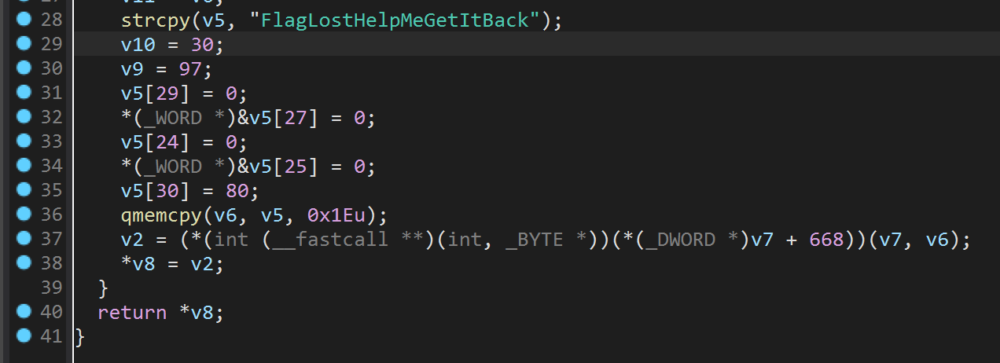 28 strcpy(v5, "FlagLostHelpMeGetItBack");
29 v10 = 30;
30 v9 = 97;
31 v5[29] = 0;
32 *(_WORD *)&v5[27] = 0;
33 v5[24] = 0;
34 *(_WORD *)&v5[25] = 0;
35 v5[30] = 80;
36 qmemcpy(v6, v5, 0x1Eu);
37 v2 = (*(int (__fastcall **)(int, _BYTE *))(*(_DWORD *)v7 + 668))(v7, v6);
38 *v8 = v2;
39 }
40 return *v8;
41 }